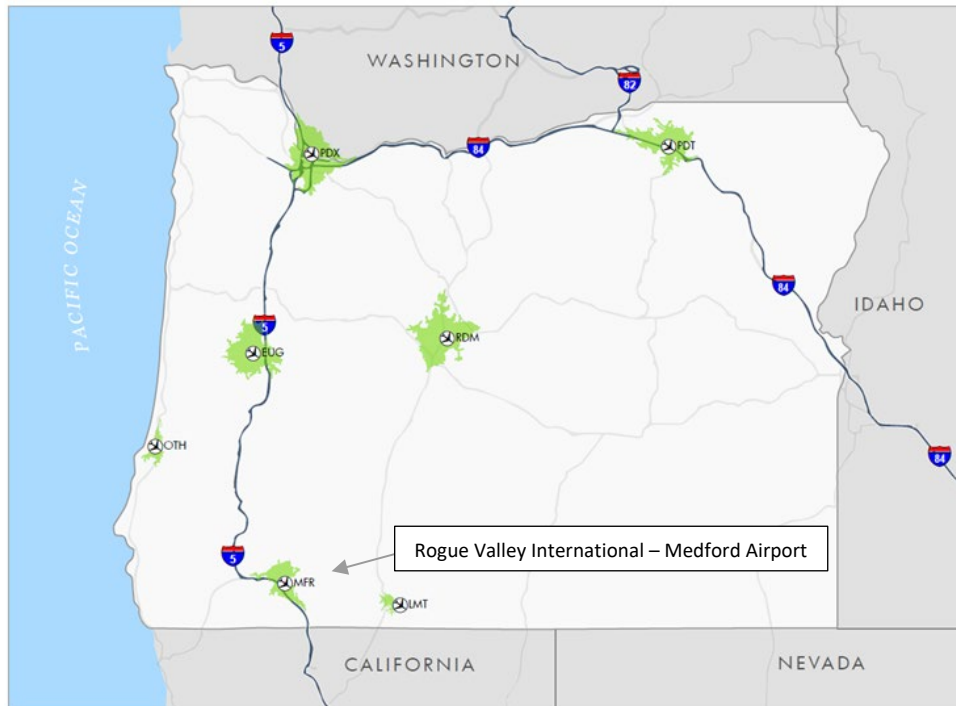 5
WASHINGTON
82
PDX
84
PDT
PACIFIC OCEAN
84
IDAHO
5
EUG
RDM
OTH
84
Rogue Valley International – Medford Airport
5
MFR
LMT
CALIFORNIA
NEVADA